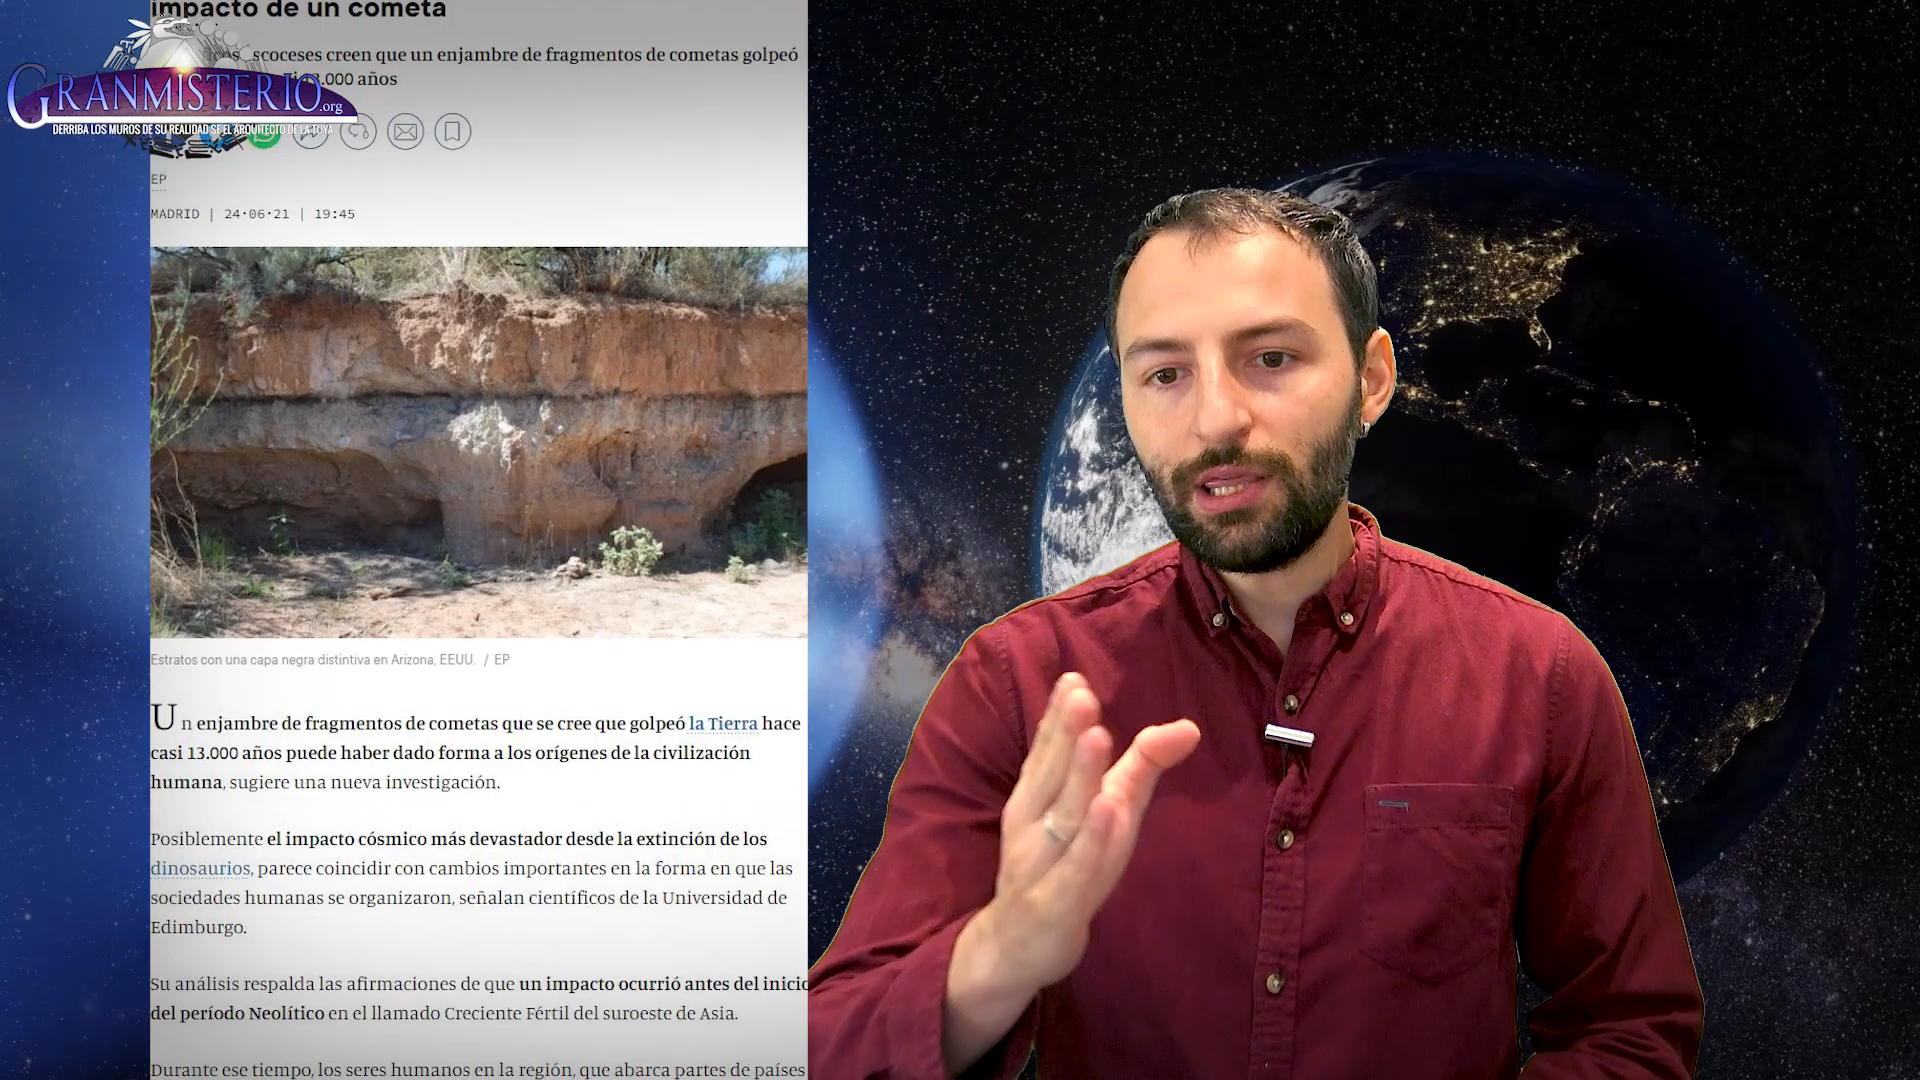 impacto de un cometa
scoceses creen que un enjambre de fragmentos de cometas golpeó
.000 años
GRANMISTERIO.org
DERRIBA LOS MUROS DE SU REALIDAD SE EL ARQUITECTO DE LA TUYA
EP
MADRID | 24·06·21 | 19:45
Estratos con una capa negra distintiva en Arizona, EEUU. / EP
Un enjambre de fragmentos de cometas que se cree que golpeó la Tierra hace
casi 13.000 años puede haber dado forma a los orígenes de la civilización
humana, sugiere una nueva investigación.
Posiblemente el impacto cósmico más devastador desde la extinción de los
dinosaurios, parece coincidir con cambios importantes en la forma en que las
sociedades humanas se organizaron, señalan científicos de la Universidad de
Edimburgo.
Su análisis respalda las afirmaciones de que un impacto ocurrió antes del inicio
del período Neolítico en el llamado Creciente Fértil del suroeste de Asia.
Durante ese tiempo, los seres humanos en la región, que abarca partes de países